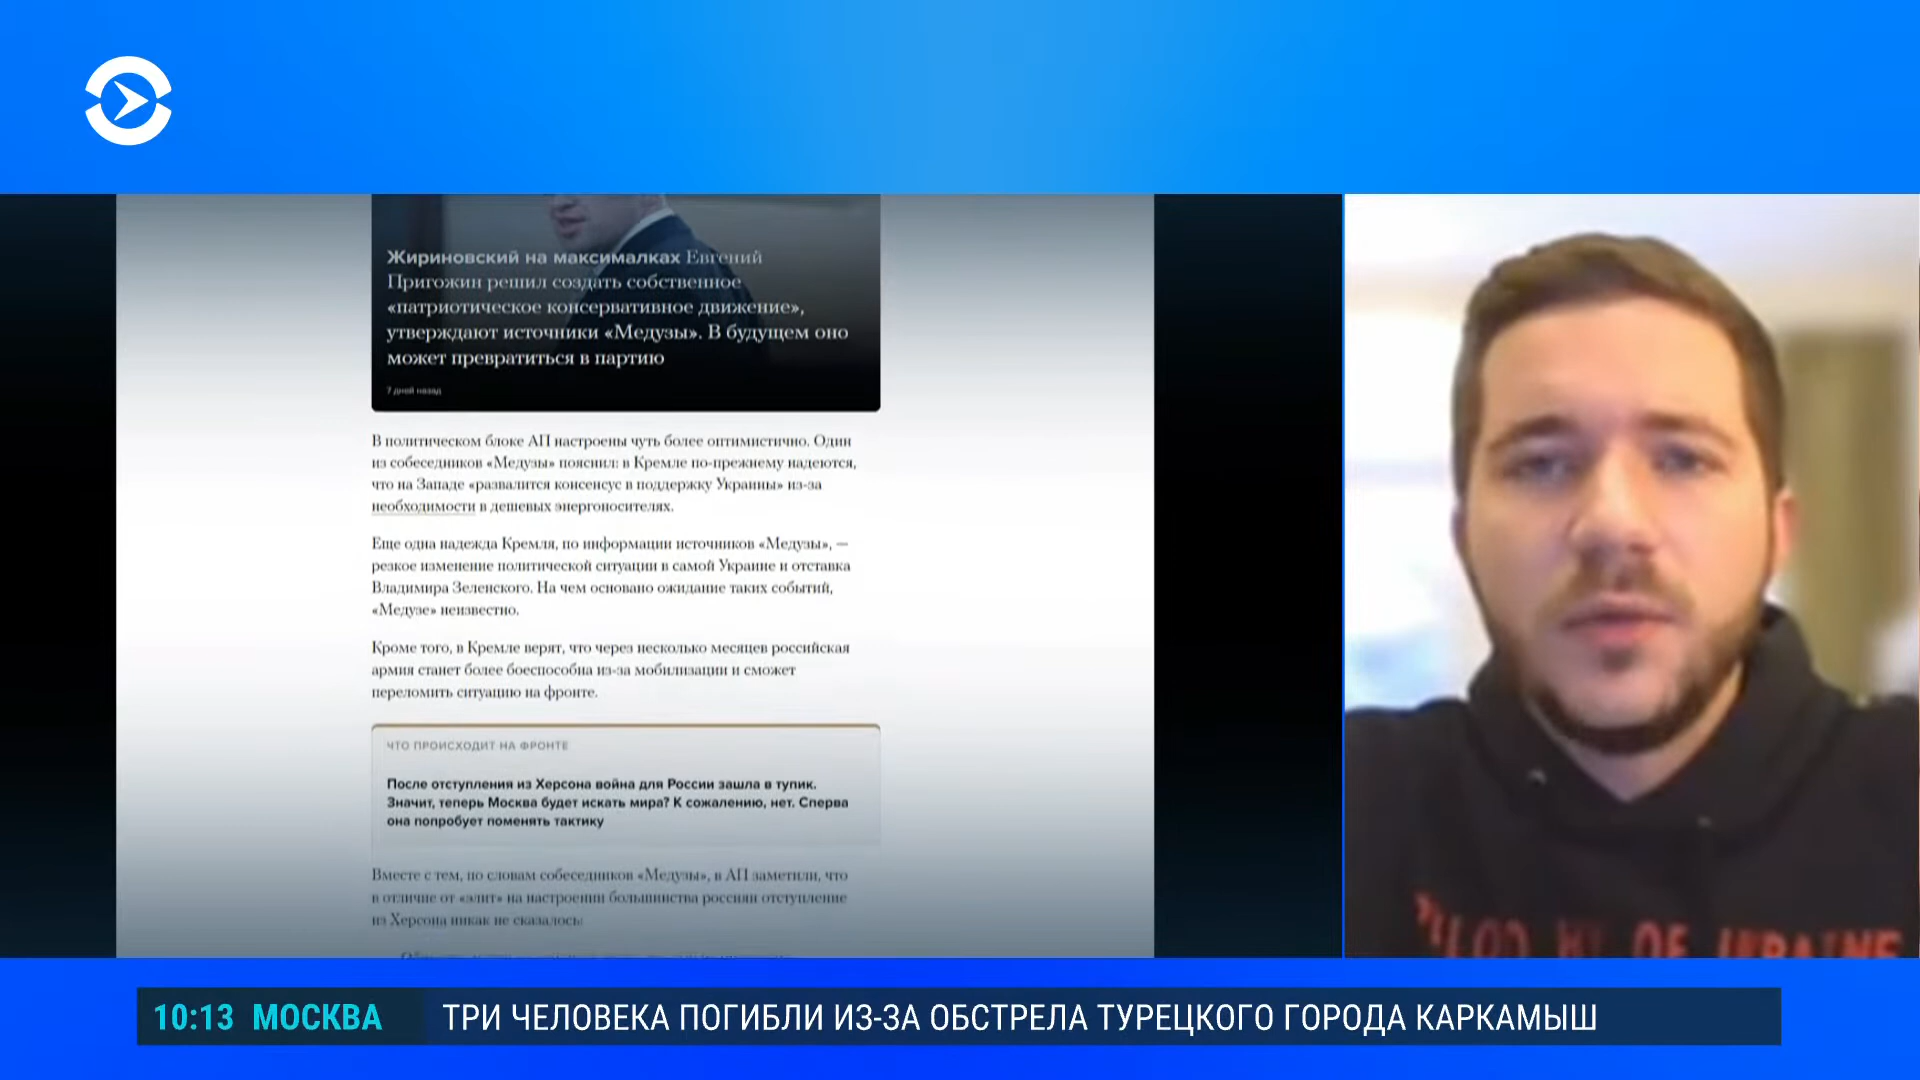 Жириновский на максималках Евгений
Пригожин решил создать собственное
«патриотическое консервативное движение»,
утверждают источники «Медузы». В будущем оно
может превратиться в партию
7 дней назад
В политическом блоке АП настроены чуть более оптимистично. Один
из собеседников «Медузы» пояснил: в Кремле по-прежнему надеются,
что на Западе «развалится консенсус в поддержку Украины» из-за
необходимости в дешевых энергоносителях.
Еще одна надежда Кремля, по информации источников «Медузы», —
резкое изменение политической ситуации в самой Украине и отставка
Владимира Зеленского. На чем основано ожидание таких событий,
«Медузе» неизвестно.
Кроме того, в Кремле верят, что через несколько месяцев российская
армия станет более боеспособна из-за мобилизации и сможет
переломить ситуацию на фронте.
ЧТО ПРОИСХОДИТ НА ФРОНТЕ
После отступления из Херсона война для России зашла в тупик.
Значит, теперь Москва будет искать мира? К сожалению, нет. Сперва
она попробует поменять тактику
Вместе с тем, по словам собеседников «Медузы», в АП заметили, что
в отличие от «элит» на настроении большинства россиян отступление
из Херсона никак не сказалось:
OF UKRAINE
10:13 МОСКВА
ТРИ ЧЕЛОВЕКА ПОГИБЛИ ИЗ-ЗА ОБСТРЕЛА ТУРЕЦКОГО ГОРОДА КАРКАМЫШ